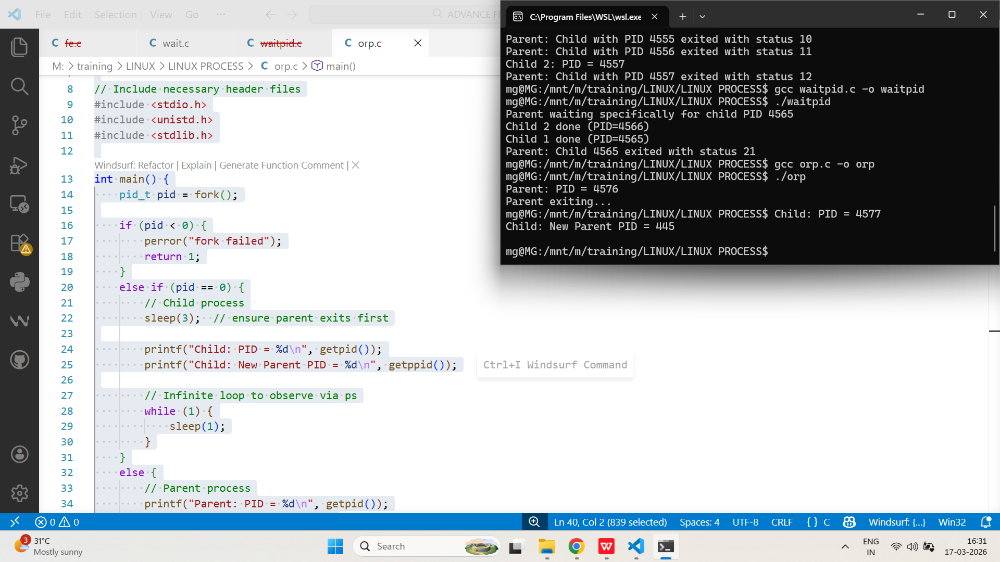 File Edit Selection View Go ··· ADVANCE FI
fe.c wait.c waitpid.c orp.c
M: > training > LINUX > LINUX PROCESS > C orp.c > main()
8 // Include necessary header files
9 #include <stdio.h>
10 #include <unistd.h>
11 #include <stdlib.h>
12
Windsurf: Refactor | Explain | Generate Function Comment | ×
13 int main() {
14 pid_t pid = fork();
15
16 if (pid < 0) {
17 perror("fork failed");
18 return 1;
19 }
20 else if (pid == 0) {
21 // Child process
22 sleep(3); // ensure parent exits first
23
24 printf("Child: PID = %d\n", getpid());
25 printf("Child: New Parent PID = %d\n", getppid());
Ctrl+I Windsurf Command
26
27 // Infinite loop to observe via ps
28 while (1) {
29 sleep(1);
30 }
31 }
32 else {
33 // Parent process
34 printf("Parent: PID = %d\n", getpid());
C:\Program Files\WSL\wsl.exe
Parent: Child with PID 4555 exited with status 10
Parent: Child with PID 4556 exited with status 11
Child 2: PID = 4557
Parent: Child with PID 4557 exited with status 12
mg@MG:/mnt/m/training/LINUX/LINUX PROCESS$ gcc waitpid.c -o waitpid
mg@MG:/mnt/m/training/LINUX/LINUX PROCESS$ ./waitpid
Parent waiting specifically for child PID 4565
Child 2 done (PID=4566)
Child 1 done (PID=4565)
Parent: Child 4565 exited with status 21
mg@MG:/mnt/m/training/LINUX/LINUX PROCESS$ gcc orp.c -o orp
mg@MG:/mnt/m/training/LINUX/LINUX PROCESS$ ./orp
Parent: PID = 4576
Parent exiting...
mg@MG:/mnt/m/training/LINUX/LINUX PROCESS$ Child: PID = 4577
Child: New Parent PID = 445
mg@MG:/mnt/m/training/LINUX/LINUX PROCESS$
0 0 Ln 40, Col 2 (839 selected) Spaces: 4 UTF-8 CRLF {} C Windsurf: {...} Win32
3 31°C
Mostly sunny
Search
ENG
IN
16:31
17-03-2026